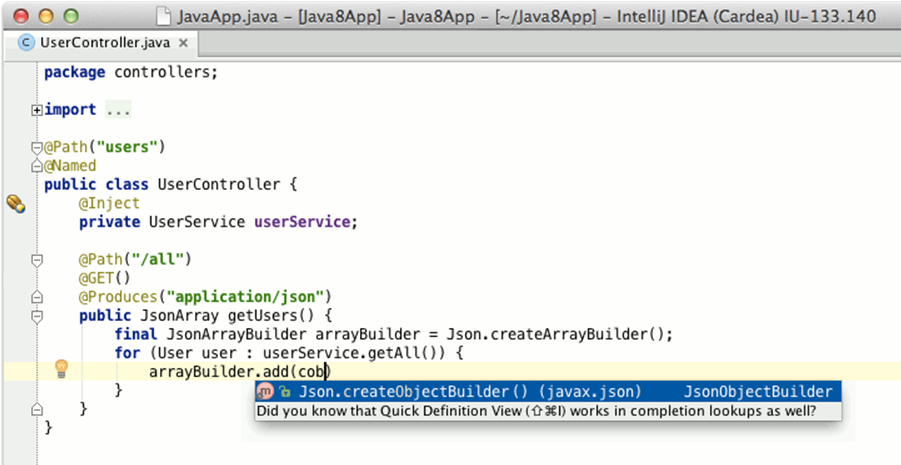 JavaApp.java – [Java8App] – Java8App – [~/Java8App] – IntelliJ IDEA (Cardea) IU-133.140
UserController.java
package controllers;
import ...
@Path("users")
@Named
public class UserController {
@Inject
private UserService userService;
@Path("/all")
@GET()
@Produces("application/json")
public JsonArray getUsers() {
final JsonArrayBuilder arrayBuilder = Json.createArrayBuilder();
for (User user : userService.getAll()) {
arrayBuilder.add(cob)
Json.createObjectBuilder() (javax.json) JsonObjectBuilder
Did you know that Quick Definition View (⇧⌘I) works in completion lookups as well?
}
}
}